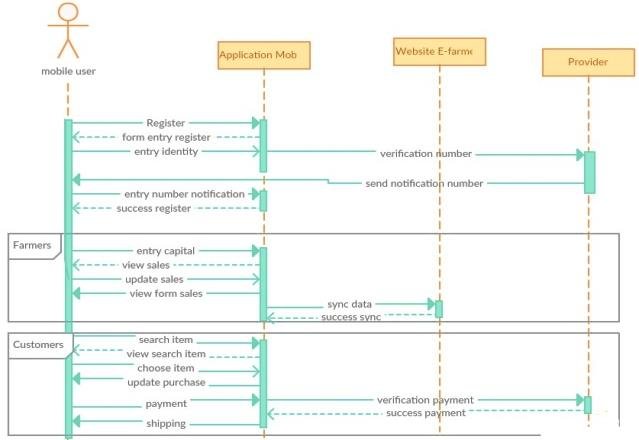 mobile user
Application Mob
Website E-farme
Provider
Register
form entry register
entry identity
verification number
send notification number
entry number notification
success register
Farmers
entry capital
view sales
update sales
view form sales
sync data
success sync
Customers
search item
view search item
choose item
update purchase
payment
verification payment
success payment
shipping